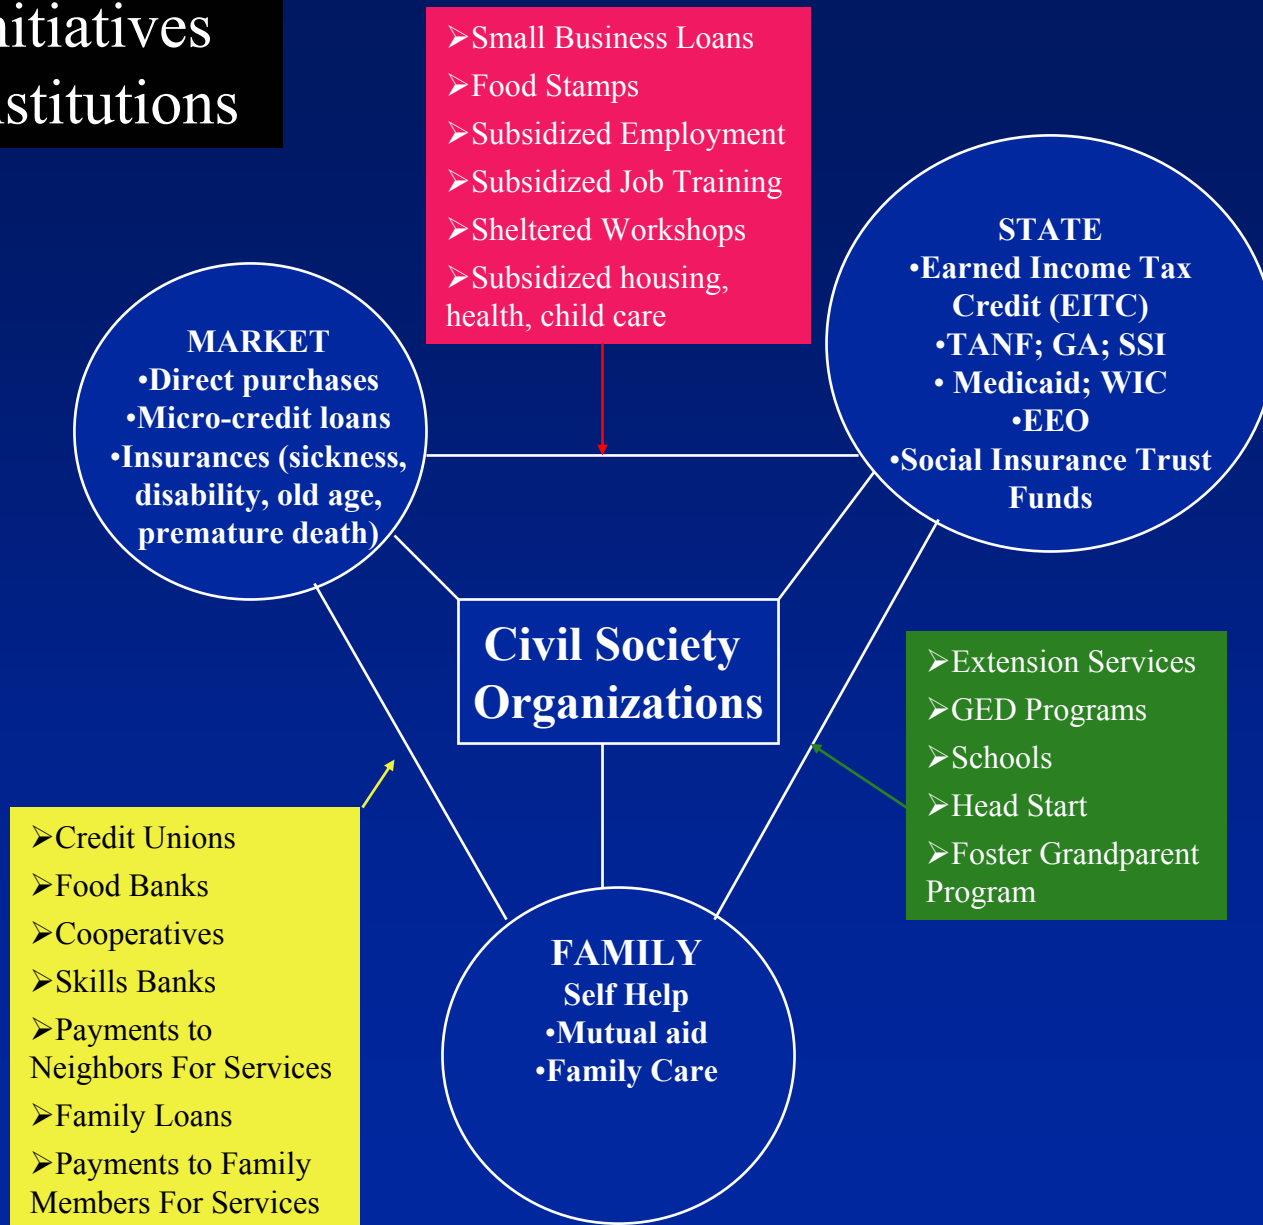 nitiatives
nstitutions
➢Small Business Loans
➢Food Stamps
➢Subsidized Employment
➢Subsidized Job Training
➢Sheltered Workshops
➢Subsidized housing,
health, child care
STATE
•Earned Income Tax
Credit (EITC)
•TANF; GA; SSI
• Medicaid; WIC
•EEO
•Social Insurance Trust
Funds
MARKET
•Direct purchases
•Micro-credit loans
•Insurances (sickness,
disability, old age,
premature death)
Civil Society
Organizations
➢Extension Services
➢GED Programs
➢Schools
➢Head Start
➢Foster Grandparent
Program
➢Credit Unions
➢Food Banks
➢Cooperatives
➢Skills Banks
➢Payments to
Neighbors For Services
➢Family Loans
➢Payments to Family
Members For Services
FAMILY
Self Help
•Mutual aid
•Family Care